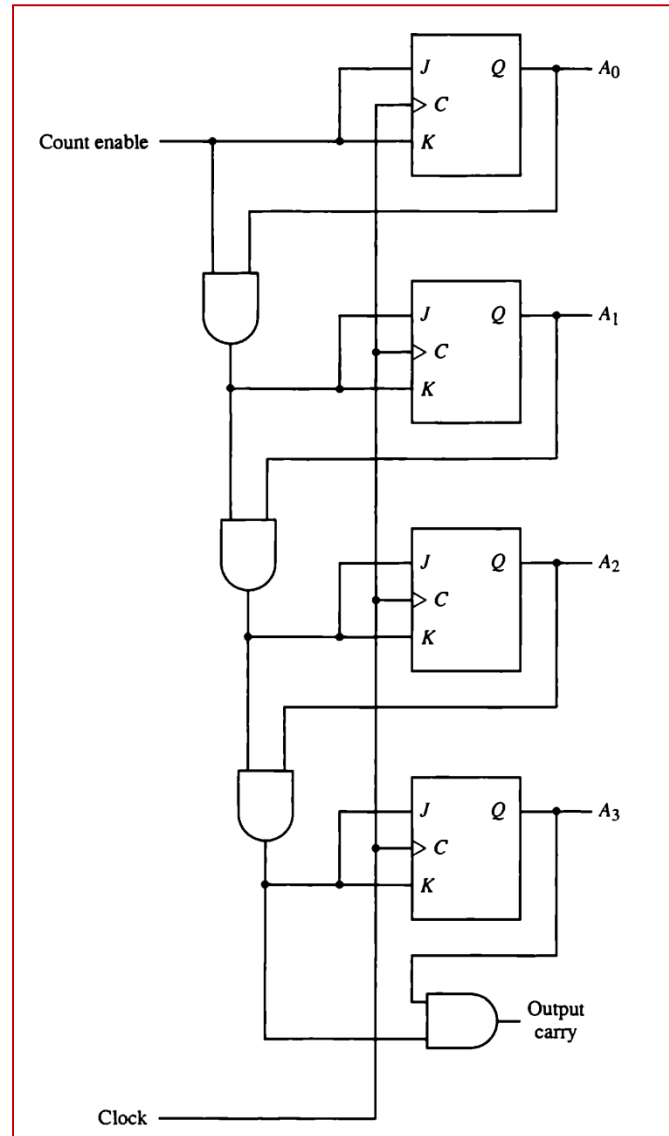 J Q A0
C
Count enable K
J Q A1
C
K
J Q A2
C
K
J Q A3
C
K
Output
carry
Clock